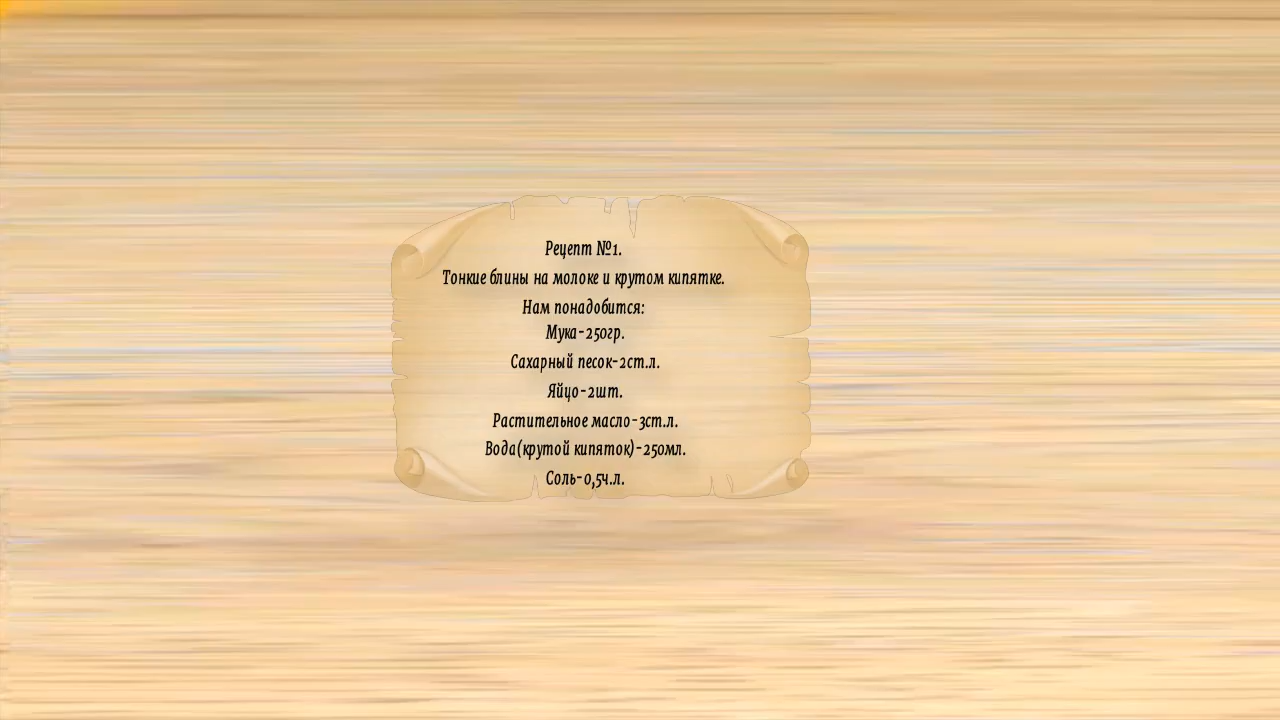 Рецепт №1.
Тонкие блины на молоке и крутом кипятке.
Нам понадобится:
Мука-250гр.
Сахарный песок-2ст.л.
Яйцо-2шт.
Растительное масло-3ст.л.
Вода(крутой кипяток)-250мл.
Соль-0,5ч.л.